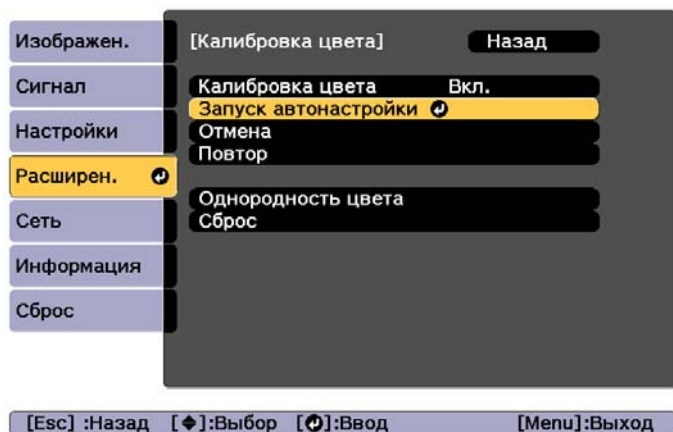 Изображен.
Сигнал
Настройки
Расширен.
Сеть
Информация
Сброс
[Калибровка цвета] Назад
Калибровка цвета Вкл.
Запуск автонастройки
Отмена
Повтор
Однородность цвета
Сброс
[Esc] :Назад [◆]:Выбор [⏎]:Ввод [Menu]:Выход